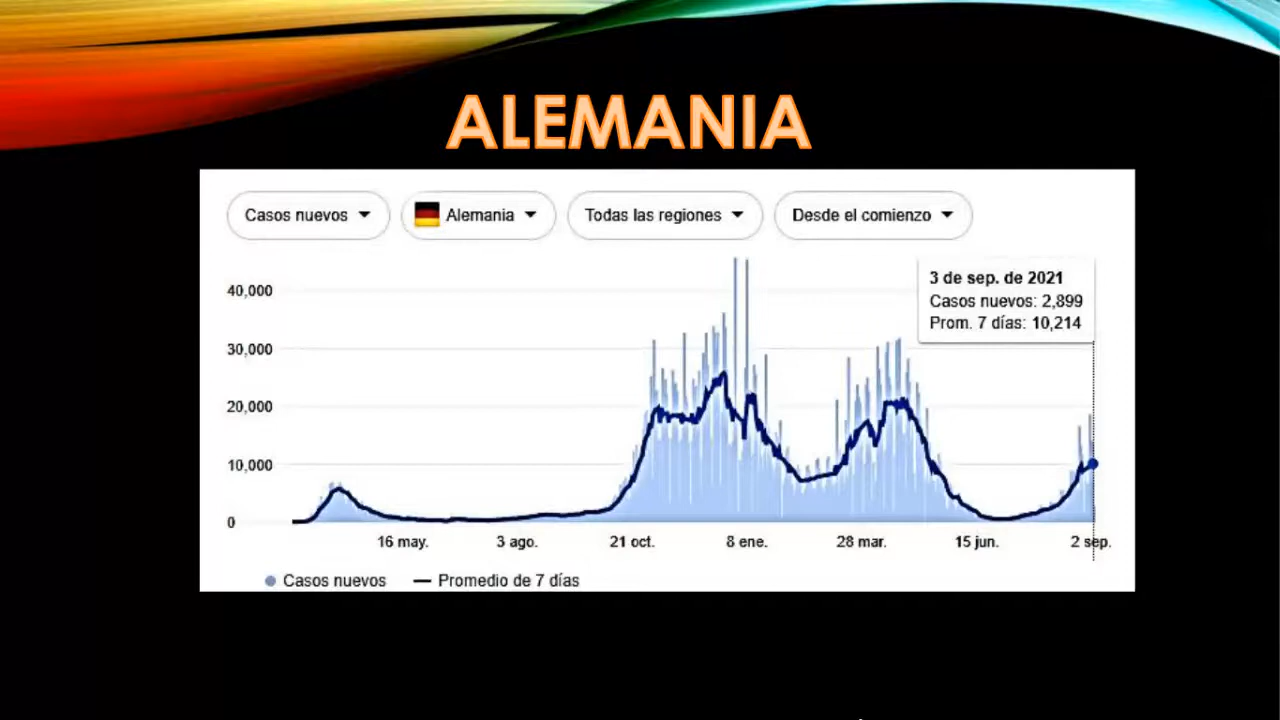 ALEMANIA
Casos nuevos Alemania Todas las regiones Desde el comienzo
3 de sep. de 2021
Casos nuevos: 2,899
Prom. 7 días: 10,214
40,000
30,000
20,000
10,000
0
16 may. 3 ago. 21 oct. 8 ene. 28 mar. 15 jun. 2 sep.
Casos nuevos Promedio de 7 días